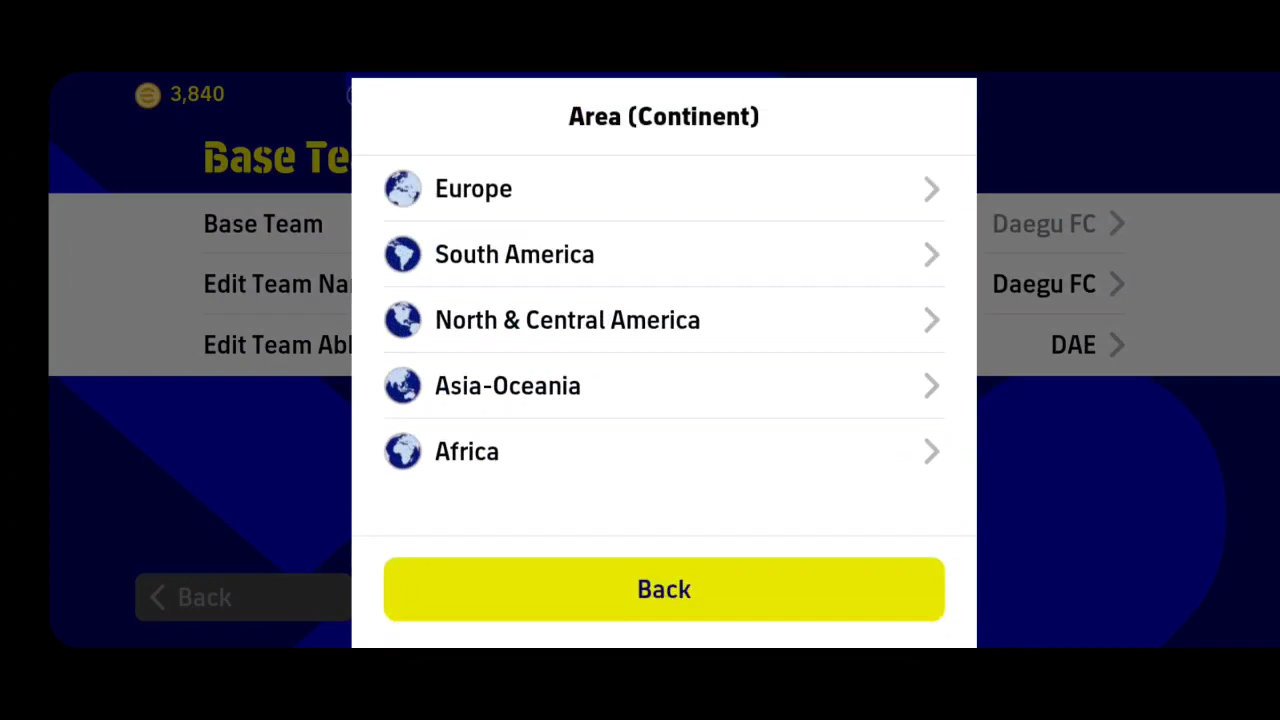 3,840
Base Te
Base Team
Daegu FC
Edit Team Na
Daegu FC
Edit Team Ab
DAE
Back
Area (Continent)
Europe
South America
North & Central America
Asia-Oceania
Africa
Back